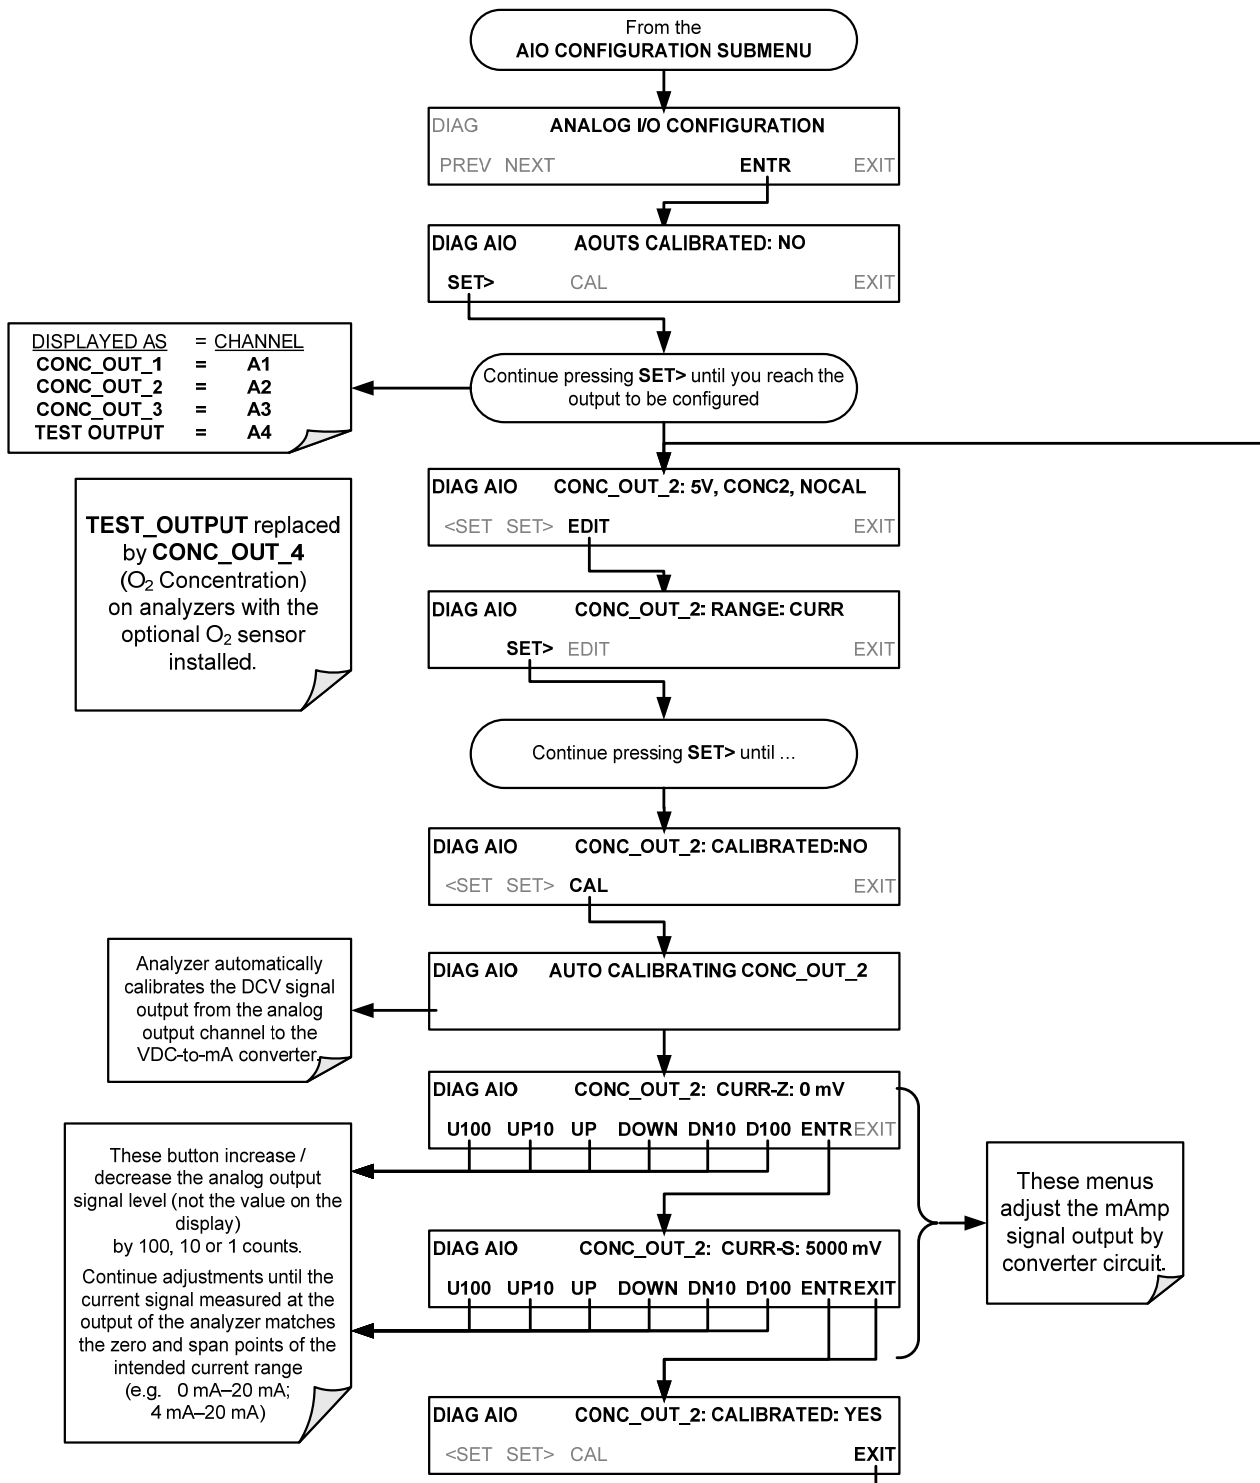 From the
AIO CONFIGURATION SUBMENU
DIAG ANALOG I/O CONFIGURATION
PREV NEXT ENTR EXIT
DIAG AIO AOUTS CALIBRATED: NO
SET> CAL EXIT
DISPLAYED AS = CHANNEL
CONC_OUT_1 = A1
CONC_OUT_2 = A2
CONC_OUT_3 = A3
TEST OUTPUT = A4
Continue pressing SET> until you reach the
output to be configured
TEST_OUTPUT replaced
by CONC_OUT_4
(O₂ Concentration)
on analyzers with the
optional O₂ sensor
installed.
DIAG AIO CONC_OUT_2: 5V, CONC2, NOCAL
<SET SET> EDIT EXIT
DIAG AIO CONC_OUT_2: RANGE: CURR
SET> EDIT EXIT
Continue pressing SET> until ...
DIAG AIO CONC_OUT_2: CALIBRATED:NO
<SET SET> CAL EXIT
Analyzer automatically
calibrates the DCV signal
output from the analog
output channel to the
VDC-to-mA converter.
DIAG AIO AUTO CALIBRATING CONC_OUT_2
DIAG AIO CONC_OUT_2: CURR-Z: 0 mV
U100 UP10 UP DOWN DN10 D100 ENTR EXIT
These button increase /
decrease the analog output
signal level (not the value on the
display)
by 100, 10 or 1 counts.
Continue adjustments until the
current signal measured at the
output of the analyzer matches
the zero and span points of the
intended current range
(e.g. 0 mA–20 mA;
4 mA–20 mA)
DIAG AIO CONC_OUT_2: CURR-S: 5000 mV
U100 UP10 UP DOWN DN10 D100 ENTR EXIT
These menus
adjust the mAmp
signal output by
converter circuit.
DIAG AIO CONC_OUT_2: CALIBRATED: YES
<SET SET> CAL EXIT